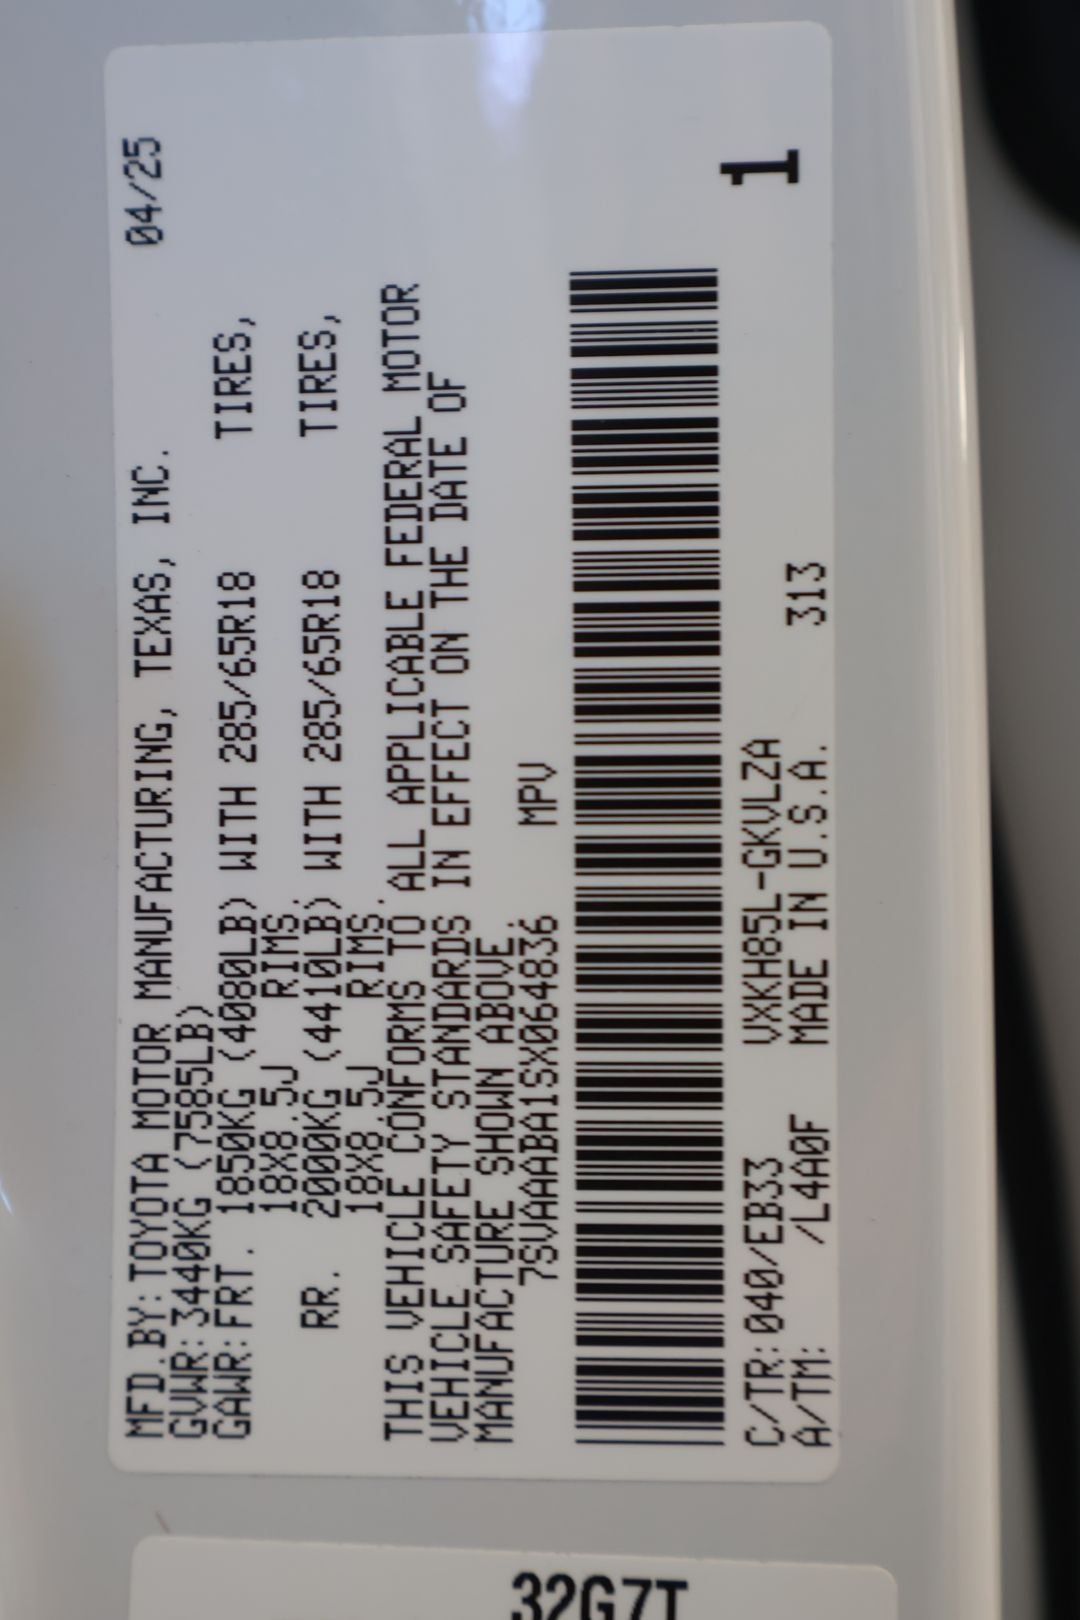 MFD.BY:TOYOTA MOTOR MANUFACTURING, TEXAS, INC. 04/25
GVWR:3440KG (7585LB)
GAWR:FRT. 1850KG (4080LB) WITH 285/65R18 TIRES,
18X8.5J RIMS,
RR. 2000KG (4410LB) WITH 285/65R18 TIRES,
18X8.5J RIMS.
THIS VEHICLE CONFORMS TO ALL APPLICABLE FEDERAL MOTOR
VEHICLE SAFETY STANDARDS IN EFFECT ON THE DATE OF
MANUFACTURE SHOWN ABOVE.
7SVAAABA1SX064836 MPV
C/TR:040/EB33 VXKH85L-GKVLZA 1
A/TM: /L4A0F MADE IN U.S.A. 313
32G7T